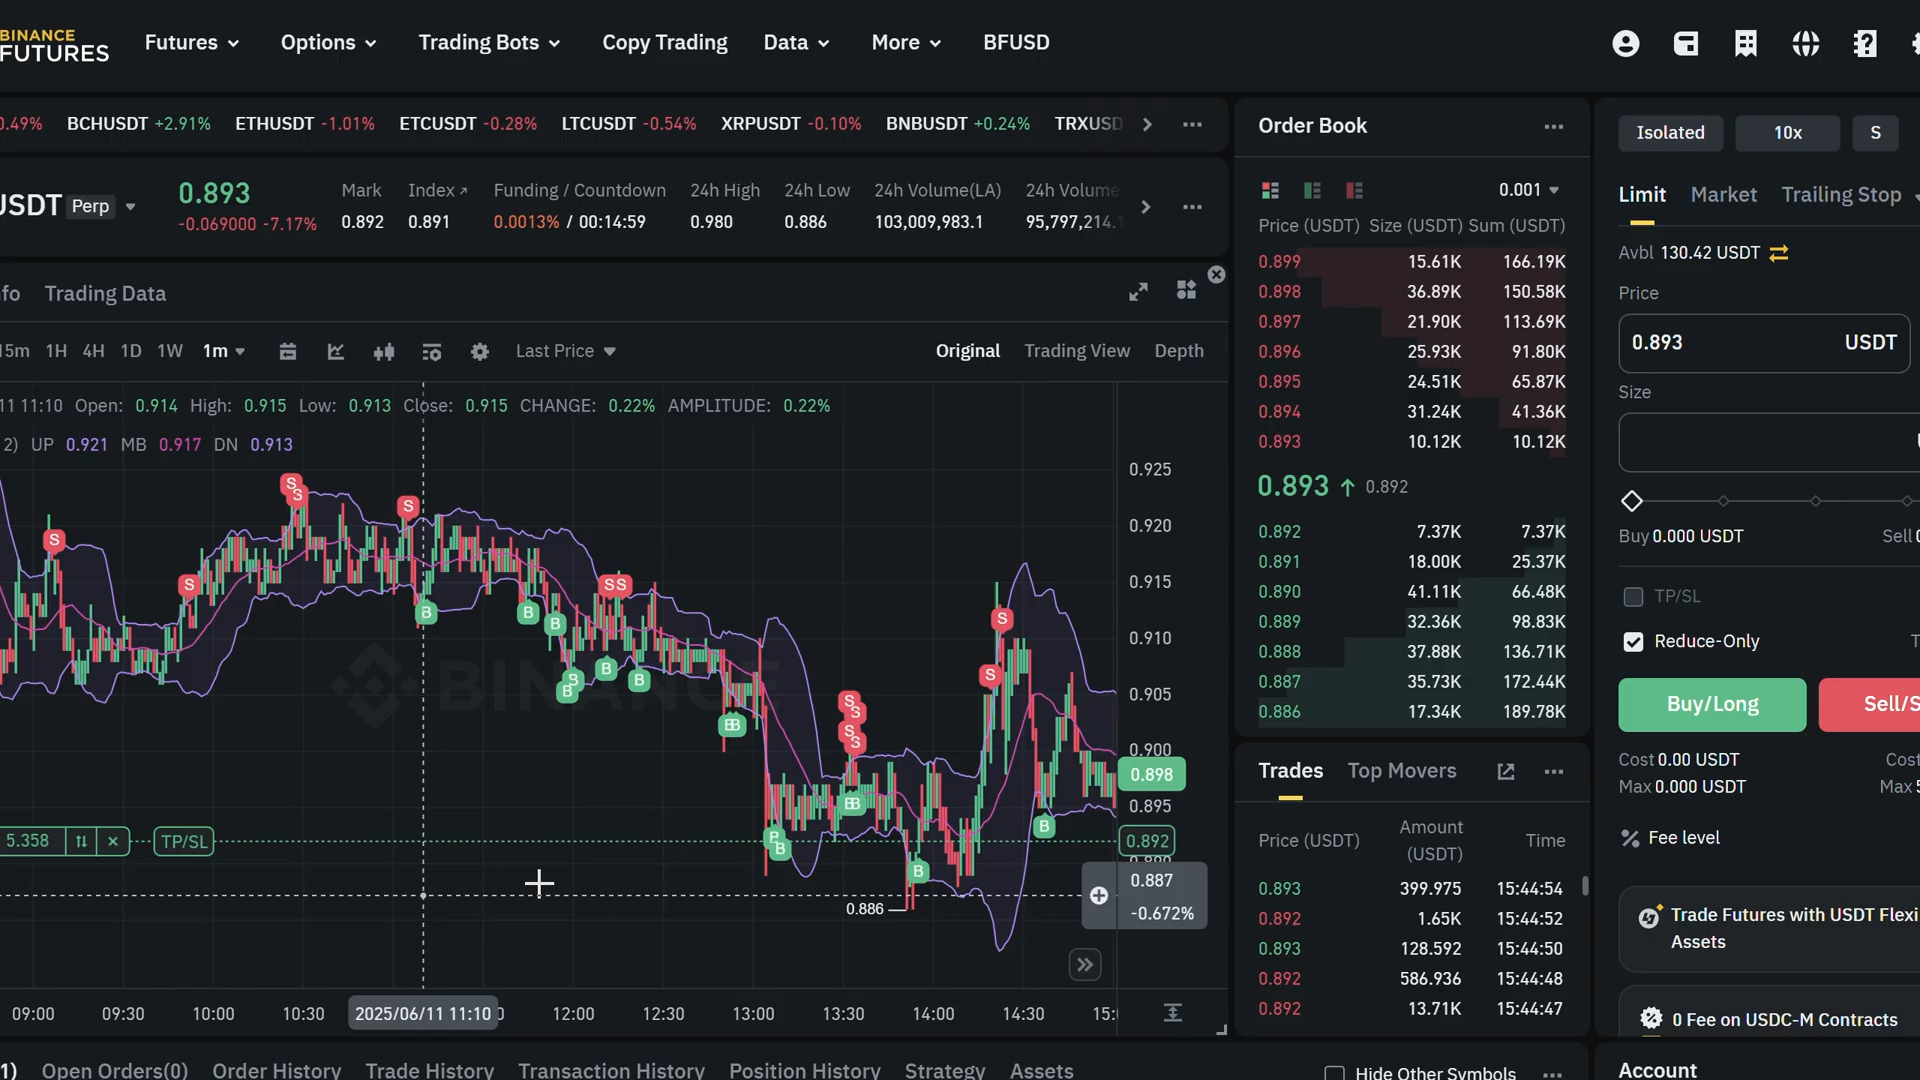 BINANCE
FUTURES
Futures
Options
Trading Bots
Copy Trading
Data
More
BFUSD
0.49%
BCHUSDT +2.91%
ETHUSDT -1.01%
ETCUSDT -0.28%
LTCUSDT -0.54%
XRPUSDT -0.10%
BNBUSDT +0.24%
TRXUSD
USDT Perp
0.893
-0.069000 -7.17%
Mark
0.892
Index
0.891
Funding / Countdown
0.0013% / 00:14:59
24h High
0.980
24h Low
0.886
24h Volume(LA)
103,009,983.1
24h Volume
95,797,214.1
fo
Trading Data
15m 1H 4H 1D 1W 1m
Last Price
Original
Trading View
Depth
11 11:10 Open: 0.914 High: 0.915 Low: 0.913 Close: 0.915 CHANGE: 0.22% AMPLITUDE: 0.22%
2) UP 0.921 MB 0.917 DN 0.913
S
S
S
S
S
B
B
B
S S
B
B
B
B
BB
B
B
S
S
S
S
BB
B
S
S
B
BINANCE
0.925
0.920
0.915
0.910
0.905
0.900
0.898
0.895
0.892
0.887
-0.672%
5.358
TP/SL
0.886
09:00
09:30
10:00
10:30
2025/06/11 11:10
12:00
12:30
13:00
13:30
14:00
14:30
15:
Order Book
0.001
Price (USDT) Size (USDT) Sum (USDT)
0.899 15.61K 166.19K
0.898 36.89K 150.58K
0.897 21.90K 113.69K
0.896 25.93K 91.80K
0.895 24.51K 65.87K
0.894 31.24K 41.36K
0.893 10.12K 10.12K
0.893 0.892
0.892 7.37K 7.37K
0.891 18.00K 25.37K
0.890 41.11K 66.48K
0.889 32.36K 98.83K
0.888 37.88K 136.71K
0.887 35.73K 172.44K
0.886 17.34K 189.78K
Trades
Top Movers
Price (USDT)
Amount
(USDT)
Time
0.893 399.975 15:44:54
0.892 1.65K 15:44:52
0.893 128.592 15:44:50
0.892 586.936 15:44:48
0.892 13.71K 15:44:47
Isolated
10x
S
Limit
Market
Trailing Stop
Avbl 130.42 USDT
Price
0.893 USDT
Size
Buy 0.000 USDT
Sell
TP/SL
Reduce-Only
Buy/Long
Sell/S
Cost 0.00 USDT
Cost
Max 0.000 USDT
Max
Fee level
Trade Futures with USDT Flexi
Assets
0 Fee on USDC-M Contracts
1)
Open Orders(0)
Order History
Trade History
Transaction History
Position History
Strategy
Assets
Hide Other Symbols
Account